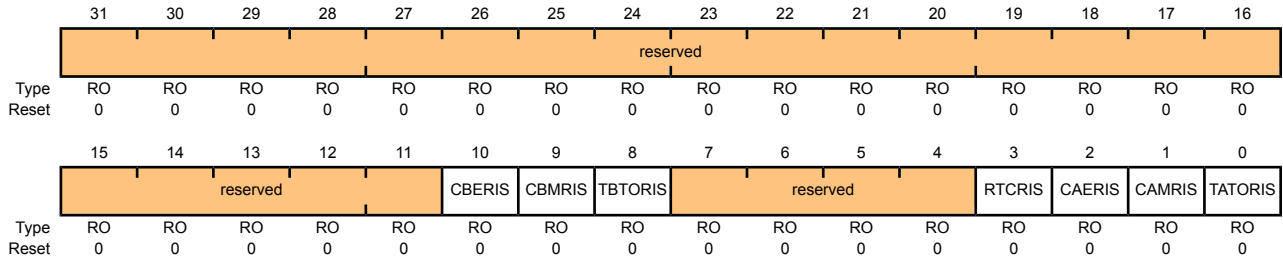 31 30 29 28 27 26 25 24 23 22 21 20 19 18 17 16
reserved
Type RO RO RO RO RO RO RO RO RO RO RO RO RO RO RO RO
Reset 0 0 0 0 0 0 0 0 0 0 0 0 0 0 0 0
15 14 13 12 11 10 9 8 7 6 5 4 3 2 1 0
reserved CBERIS CBMRIS TBTORIS reserved RTCRIS CAERIS CAMRIS TATORIS
Type RO RO RO RO RO RO RO RO RO RO RO RO RO RO RO RO
Reset 0 0 0 0 0 0 0 0 0 0 0 0 0 0 0 0